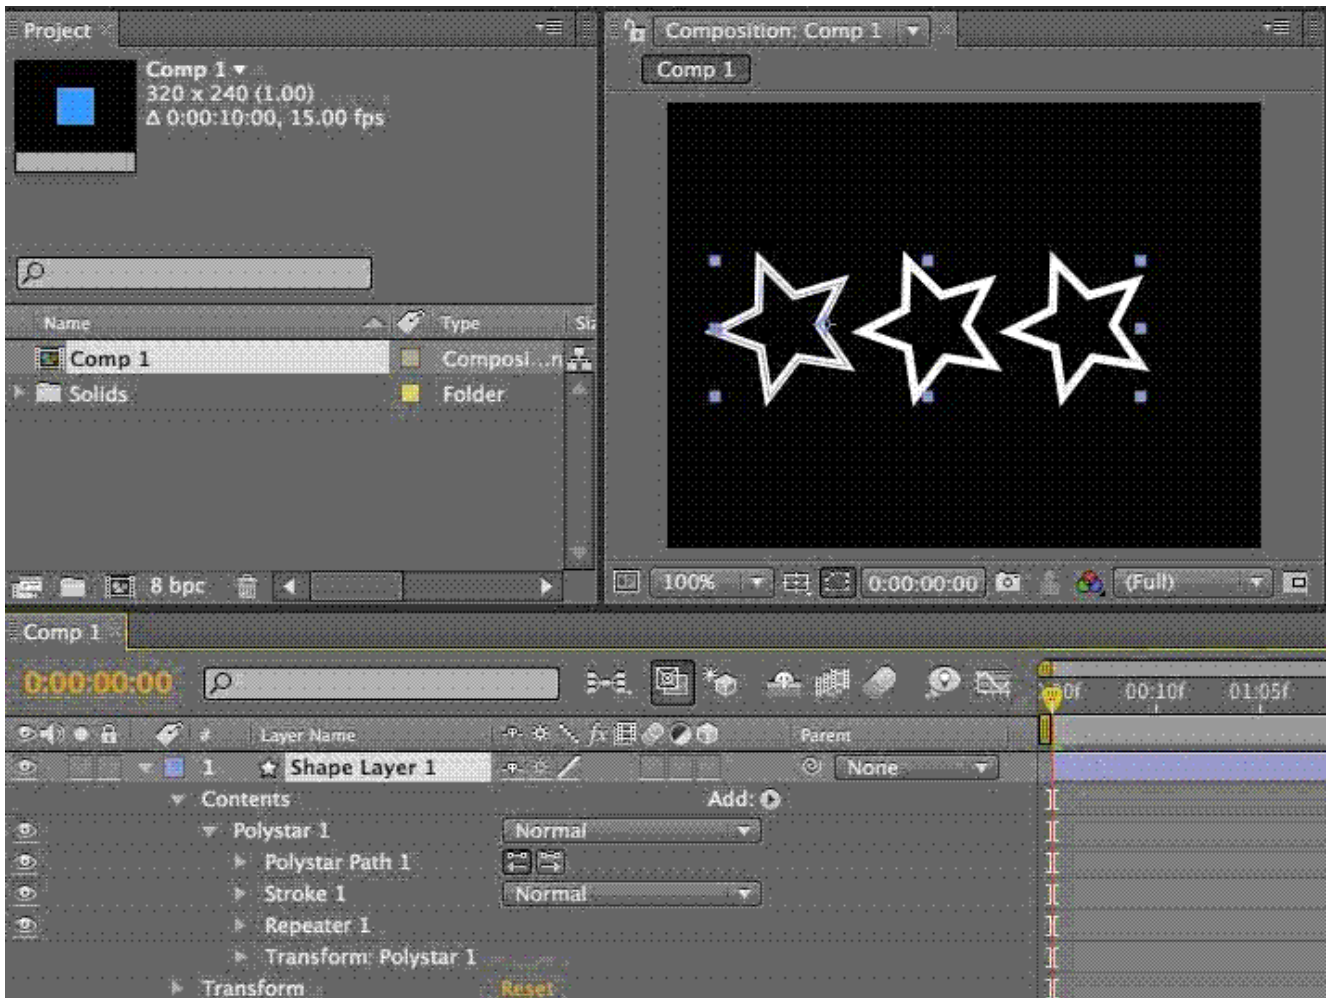 Project
Composition: Comp 1
Comp 1
320 x 240 (1.00)
Δ 0:00:10:00, 15.00 fps
Comp 1
Name
Type
Siz
Comp 1
Composi...n
Solids
Folder
8 bpc
100%
0:00:00:00
(Full)
Comp 1
0:00:00:00
00f
00:10f
01:05f
#
Layer Name
fx
Parent
1
Shape Layer 1
None
Contents
Add:
Polystar 1
Normal
Polystar Path 1
Stroke 1
Normal
Repeater 1
Transform: Polystar 1
Transform
Reset